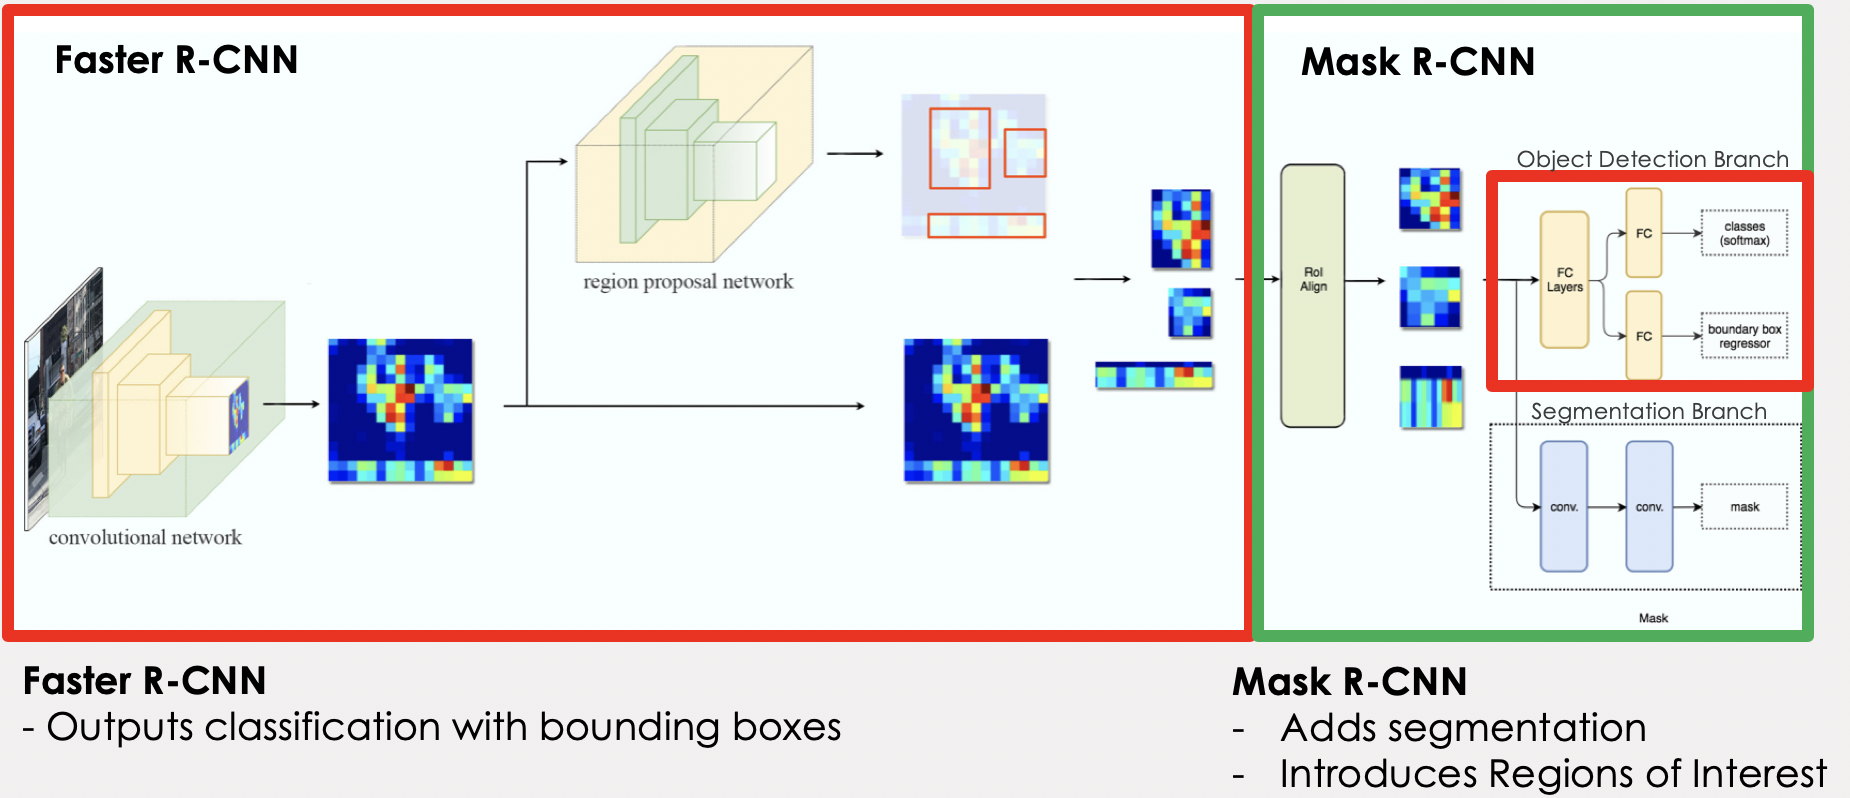 Faster R-CNN
Mask R-CNN
region proposal network
convolutional network
RoI
Align
Object Detection Branch
FC
Layers
FC
classes
(softmax)
FC
boundary box
regressor
Segmentation Branch
conv.
conv.
mask
Mask
Faster R-CNN
- Outputs classification with bounding boxes
Mask R-CNN
- Adds segmentation
- Introduces Regions of Interest